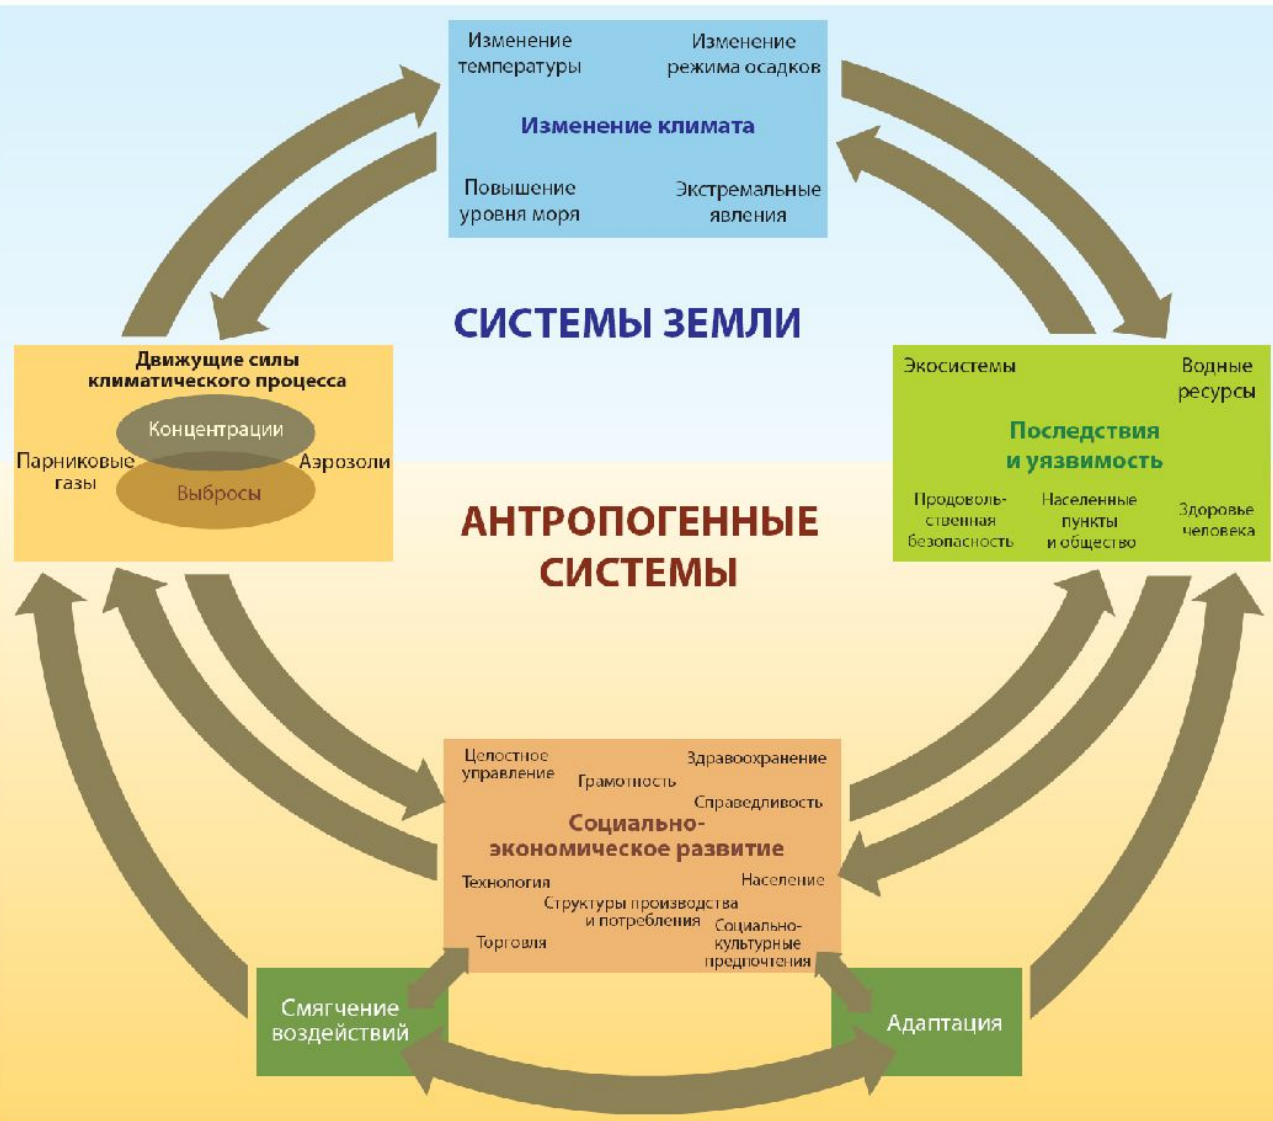 Изменение
температуры
Изменение
режима осадков
Изменение климата
Повышение
уровня моря
Экстремальные
явления
СИСТЕМЫ ЗЕМЛИ
Движущие силы
климатического процесса
Концентрации
Парниковые
газы
Аэрозоли
Выбросы
Экосистемы
Водные
ресурсы
Последствия
и уязвимость
Продоволь-
ственная
безопасность
Населенные
пункты
и общество
Здоровье
человека
АНТРОПОГЕННЫЕ
СИСТЕМЫ
Целостное
управление
Грамотность
Здравоохранение
Справедливость
Социально-
экономическое развитие
Технология
Население
Структуры производства
и потребления
Торговля
Социально-
культурные
предпочтения
Смягчение
воздействий
Адаптация